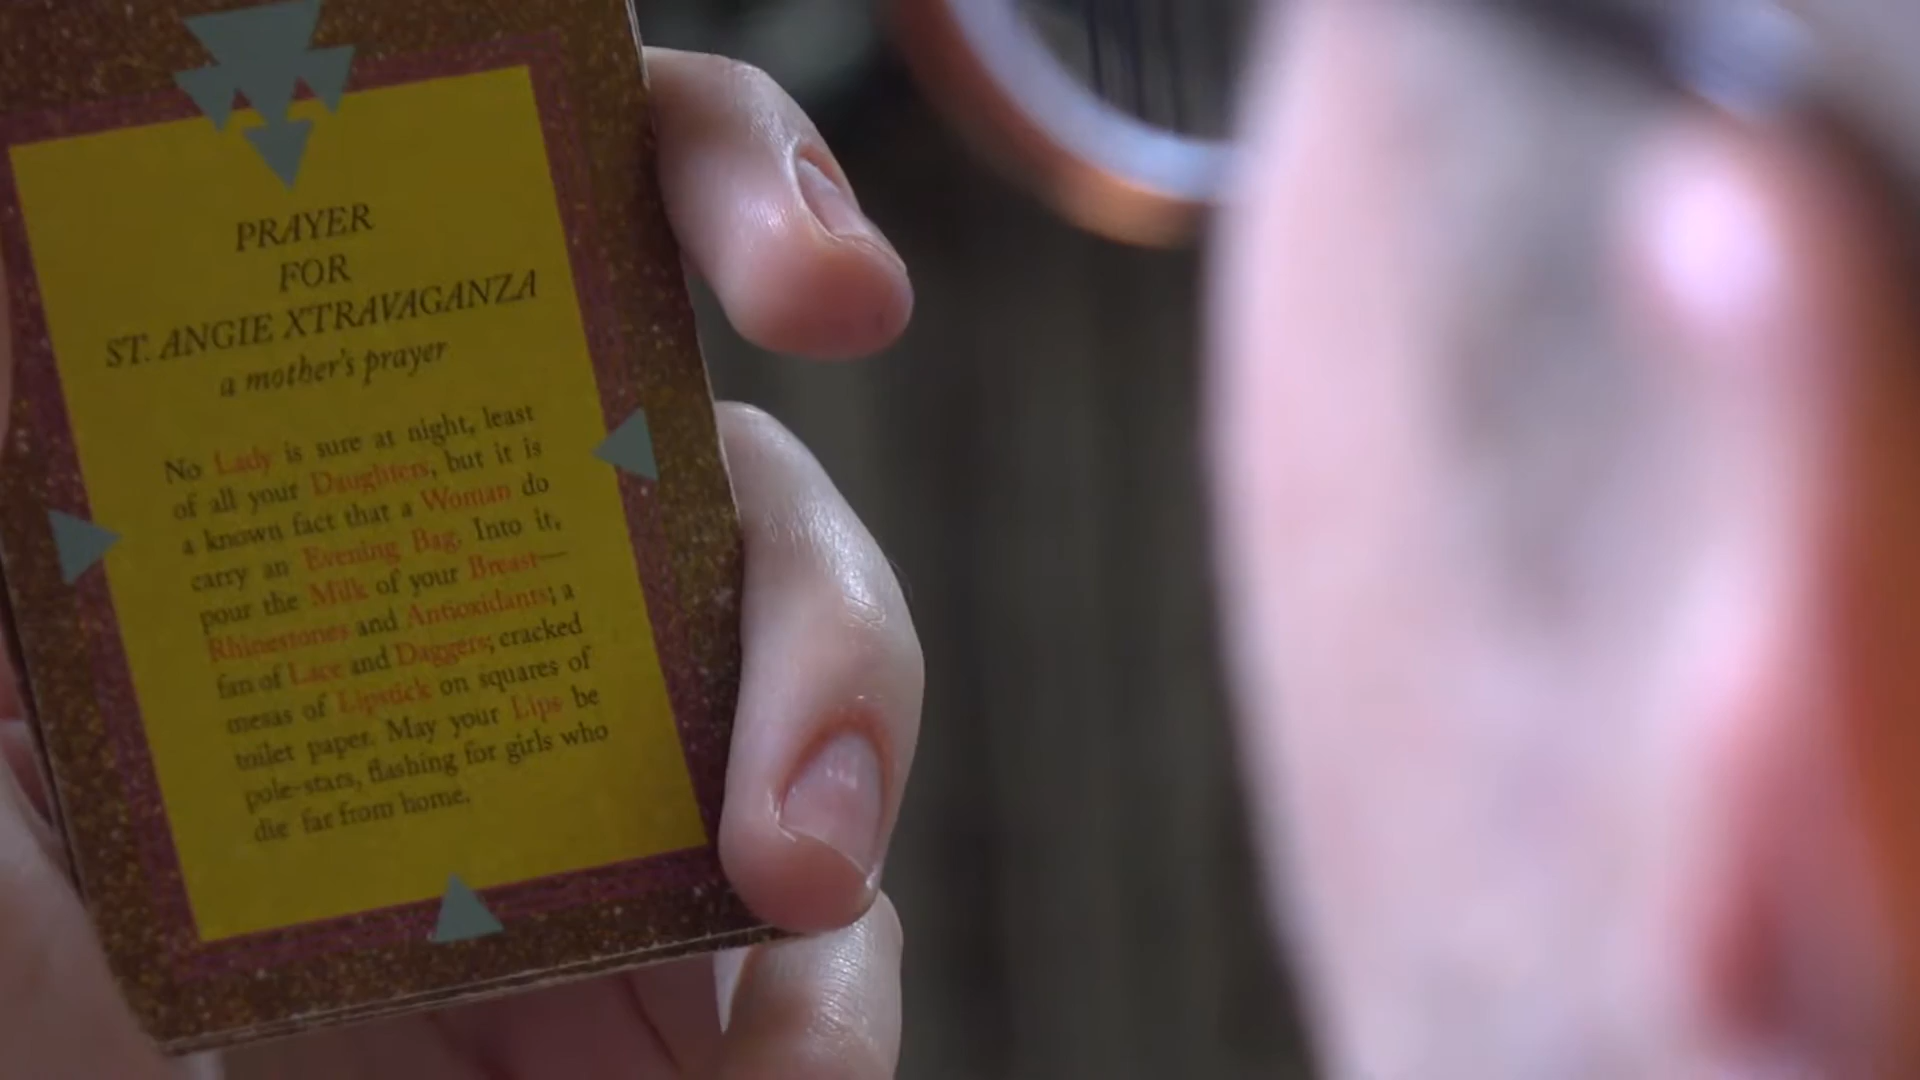 PRAYER
FOR
ST. ANGIE XTRAVAGANZA
a mother's prayer
No Lady is sure at night, least
of all your Daughters, but it is
a known fact that a Woman do
carry an Evening Bag. Into it,
pour the Milk of your Breast—
Rhinestones and Antioxidants; a
fan of Lace and Daggers; cracked
mesas of Lipstick on squares of
toilet paper. May your Lips be
pole-stars, flashing for girls who
die far from home.